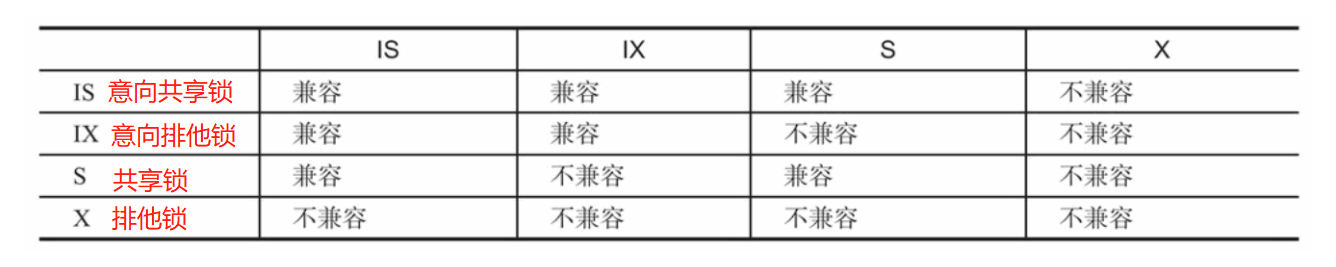 IS IX S X
IS 意向共享锁 兼容 兼容 兼容 不兼容
IX 意向排他锁 兼容 兼容 不兼容 不兼容
S 共享锁 兼容 不兼容 兼容 不兼容
X 排他锁 不兼容 不兼容 不兼容 不兼容